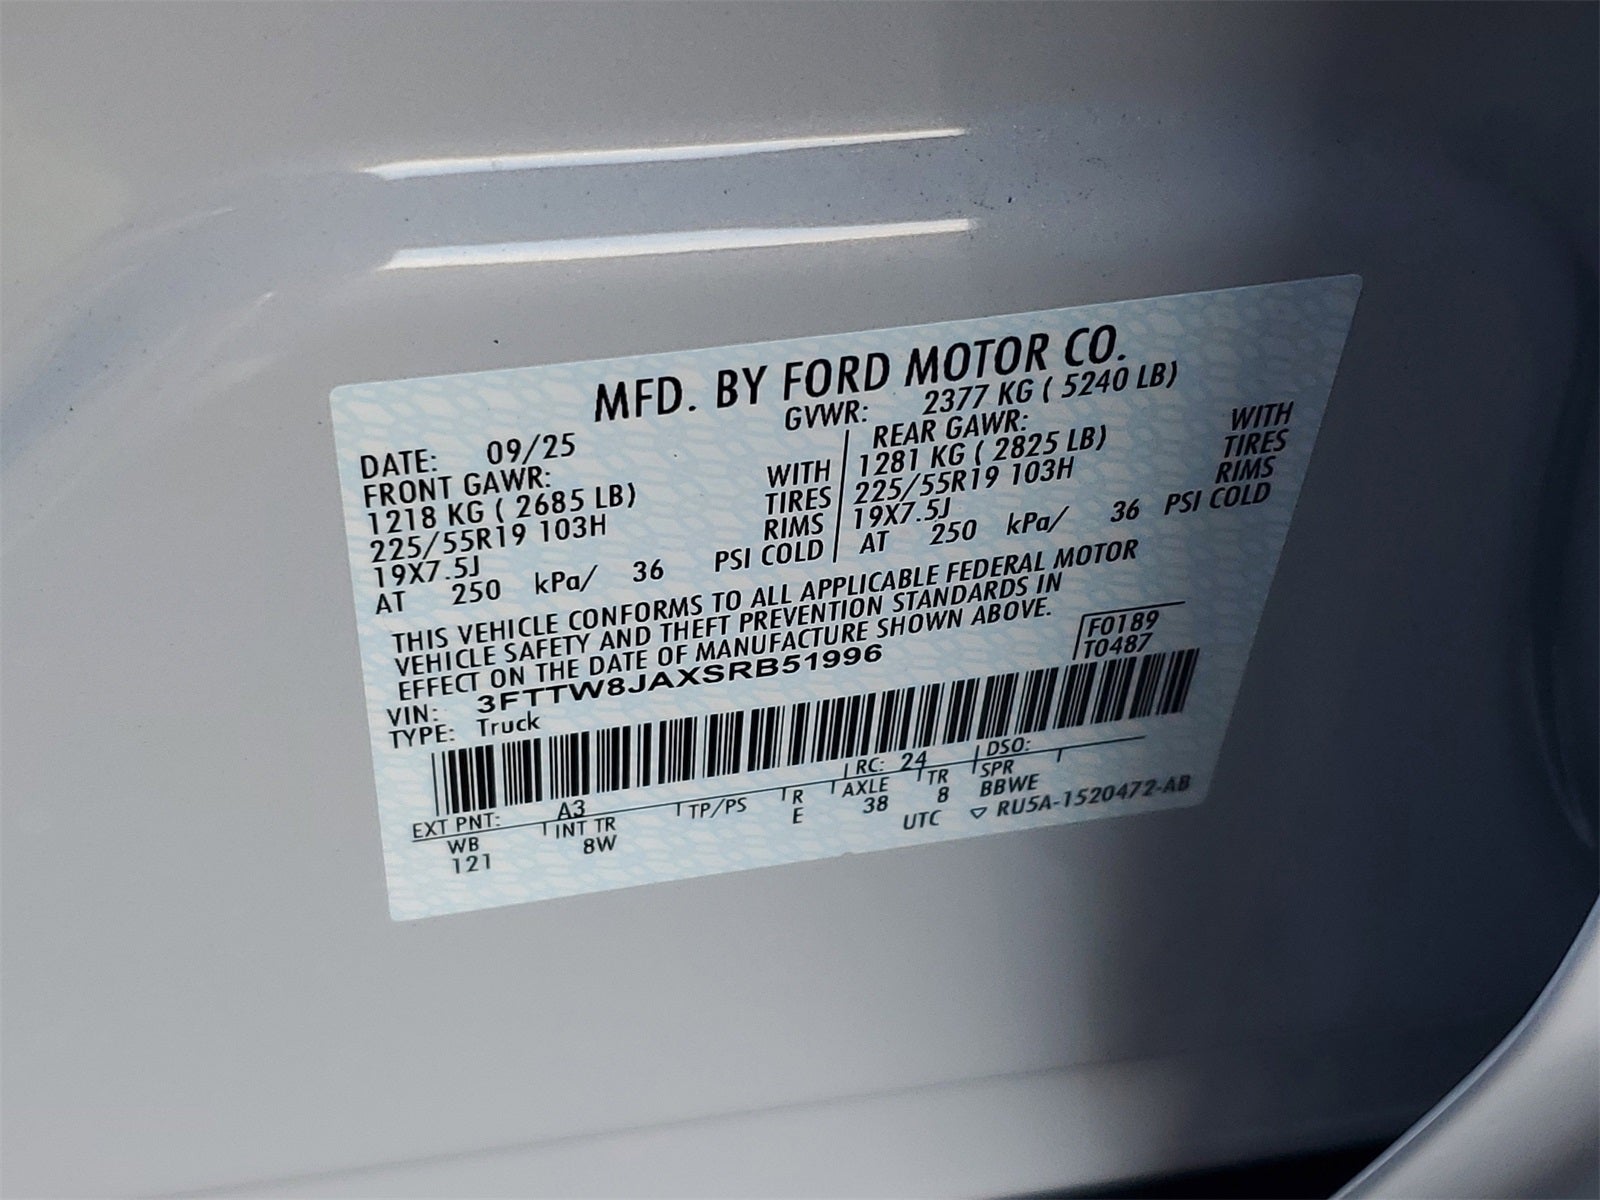 MFD. BY FORD MOTOR CO.
DATE: 09/25 GVWR: 2377 KG ( 5240 LB)
FRONT GAWR: REAR GAWR:
1218 KG ( 2685 LB) WITH 1281 KG ( 2825 LB) WITH
225/55R19 103H TIRES 225/55R19 103H TIRES
19X7.5J RIMS 19X7.5J RIMS
AT 250 kPa/ 36 PSI COLD AT 250 kPa/ 36 PSI COLD
THIS VEHICLE CONFORMS TO ALL APPLICABLE FEDERAL MOTOR
VEHICLE SAFETY AND THEFT PREVENTION STANDARDS IN
EFFECT ON THE DATE OF MANUFACTURE SHOWN ABOVE.
VIN: 3FTTW8JAXSRB51996 F0189
TYPE: Truck T0487
EXT PNT: A3 RC: 24 DSO:
WB INT TR TP/PS R AXLE TR SPR
121 8W E 38 8 BBWE
UTC ▽ RU5A-1520472-AB